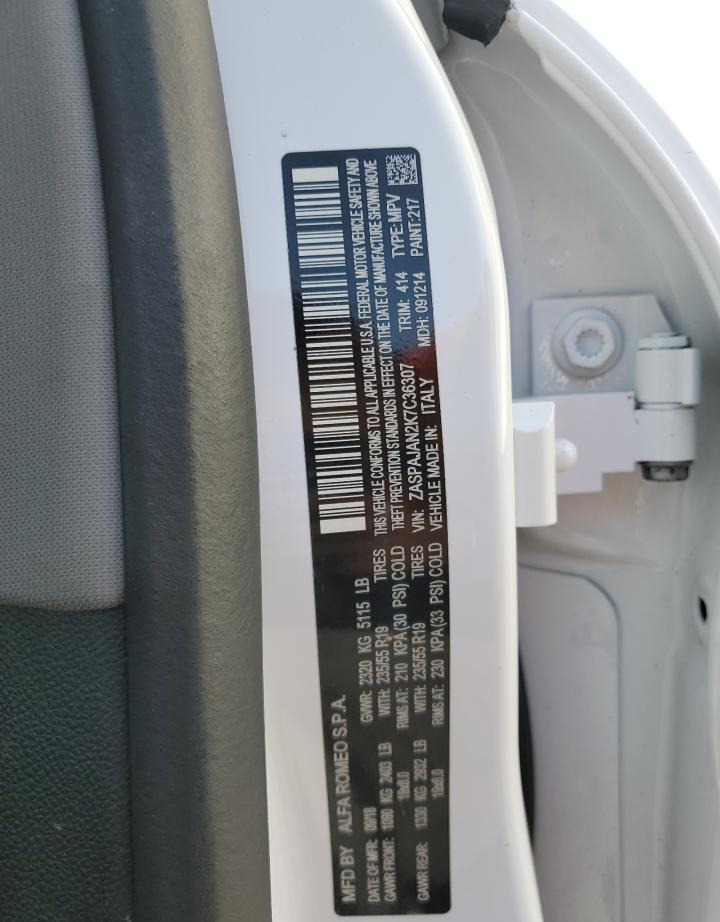 MFD BY ALFA ROMEO S.P.A.
DATE OF MFR: 09/18 GVWR: 2320 KG 5115 LB
GAWR FRONT: 1090 KG 2403 LB WITH: 235/55 R19 TIRES
19x8.0 RIMS AT: 210 KPA(30 PSI) COLD
GAWR REAR: 1330 KG 2932 LB WITH: 235/55 R19 TIRES
19x8.0 RIMS AT: 230 KPA(33 PSI) COLD
THIS VEHICLE CONFORMS TO ALL APPLICABLE U.S.A. FEDERAL MOTOR VEHICLE SAFETY AND
THEFT PREVENTION STANDARDS IN EFFECT ON THE DATE OF MANUFACTURE SHOWN ABOVE
VIN: ZASPAJAN2K7C36307 TRIM: 414 TYPE: MPV
VEHICLE MADE IN: ITALY MDH: 091214 PAINT: 217